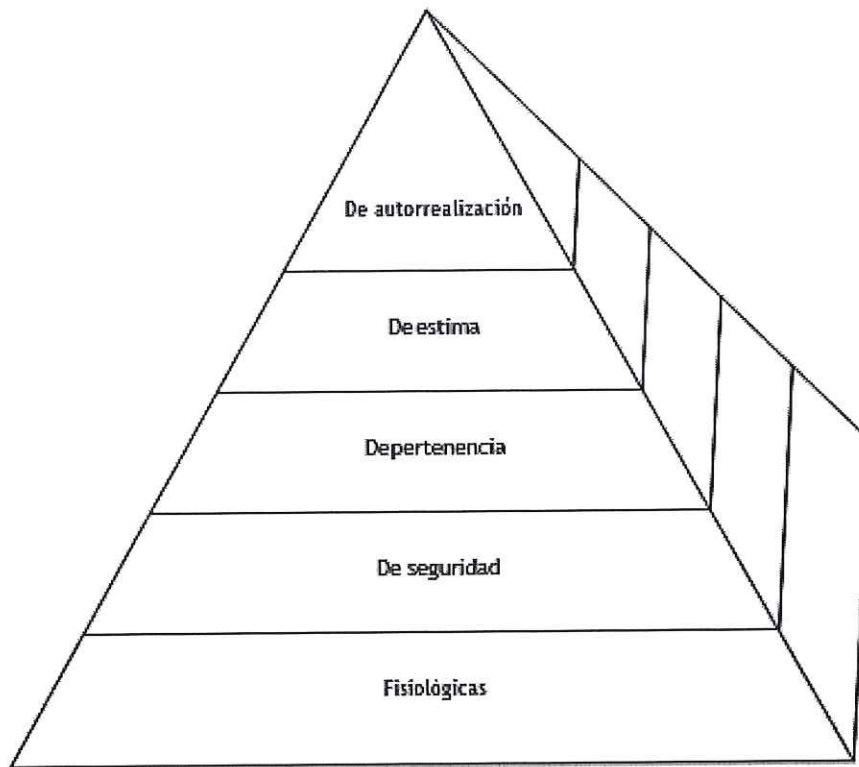 De autorrealización
De estima
De pertenencia
De seguridad
Fisiológicas